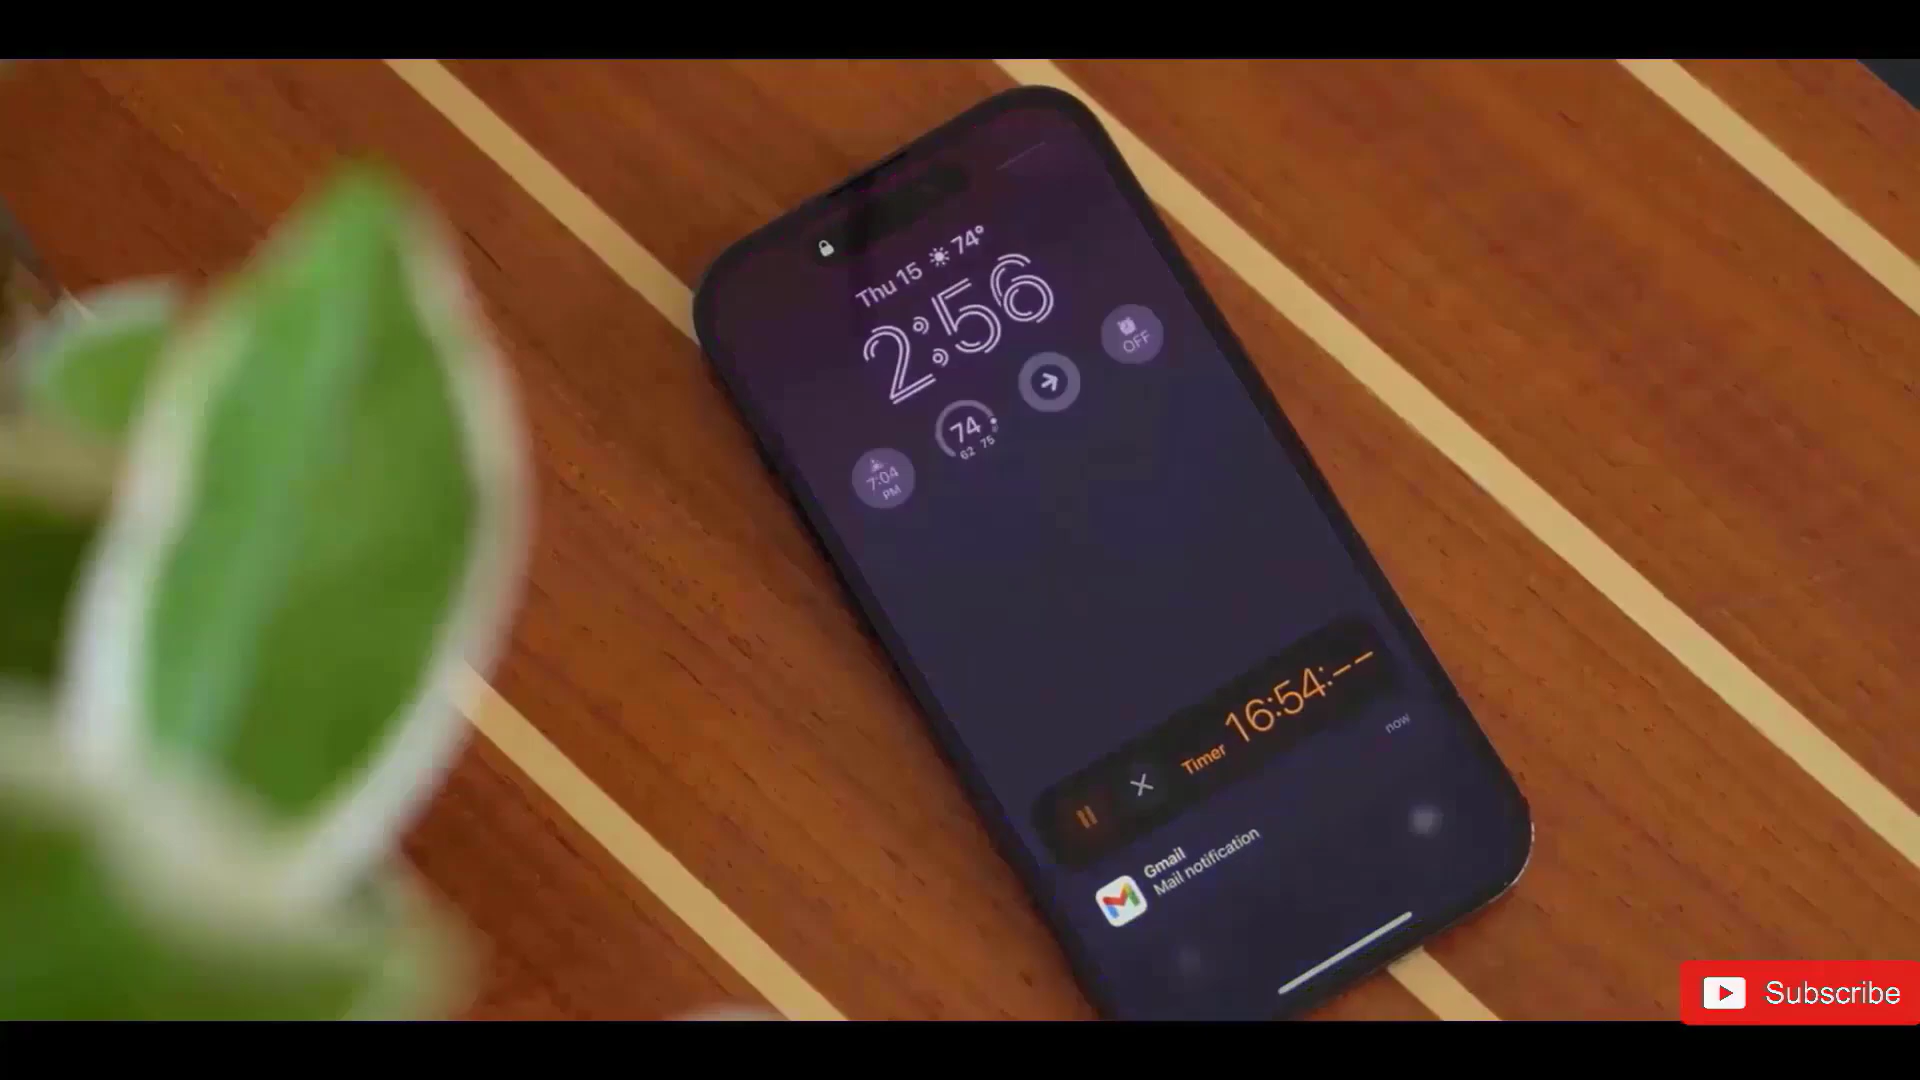 Thu 15 74°
2:56
OFF
74
62 75
7:04
PM
16:54:--
Timer
now
Gmail
Mail notification
Subscribe